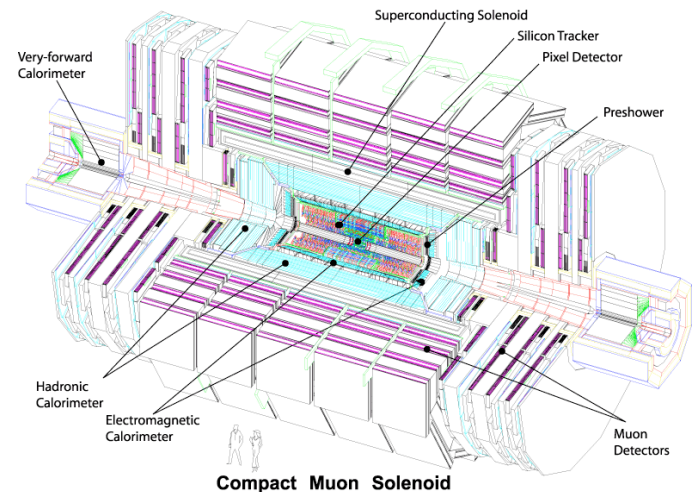 Superconducting Solenoid
Silicon Tracker
Pixel Detector
Very-forward
Calorimeter
Preshower
Hadronic
Calorimeter
Electromagnetic
Calorimeter
Muon
Detectors
Compact Muon Solenoid